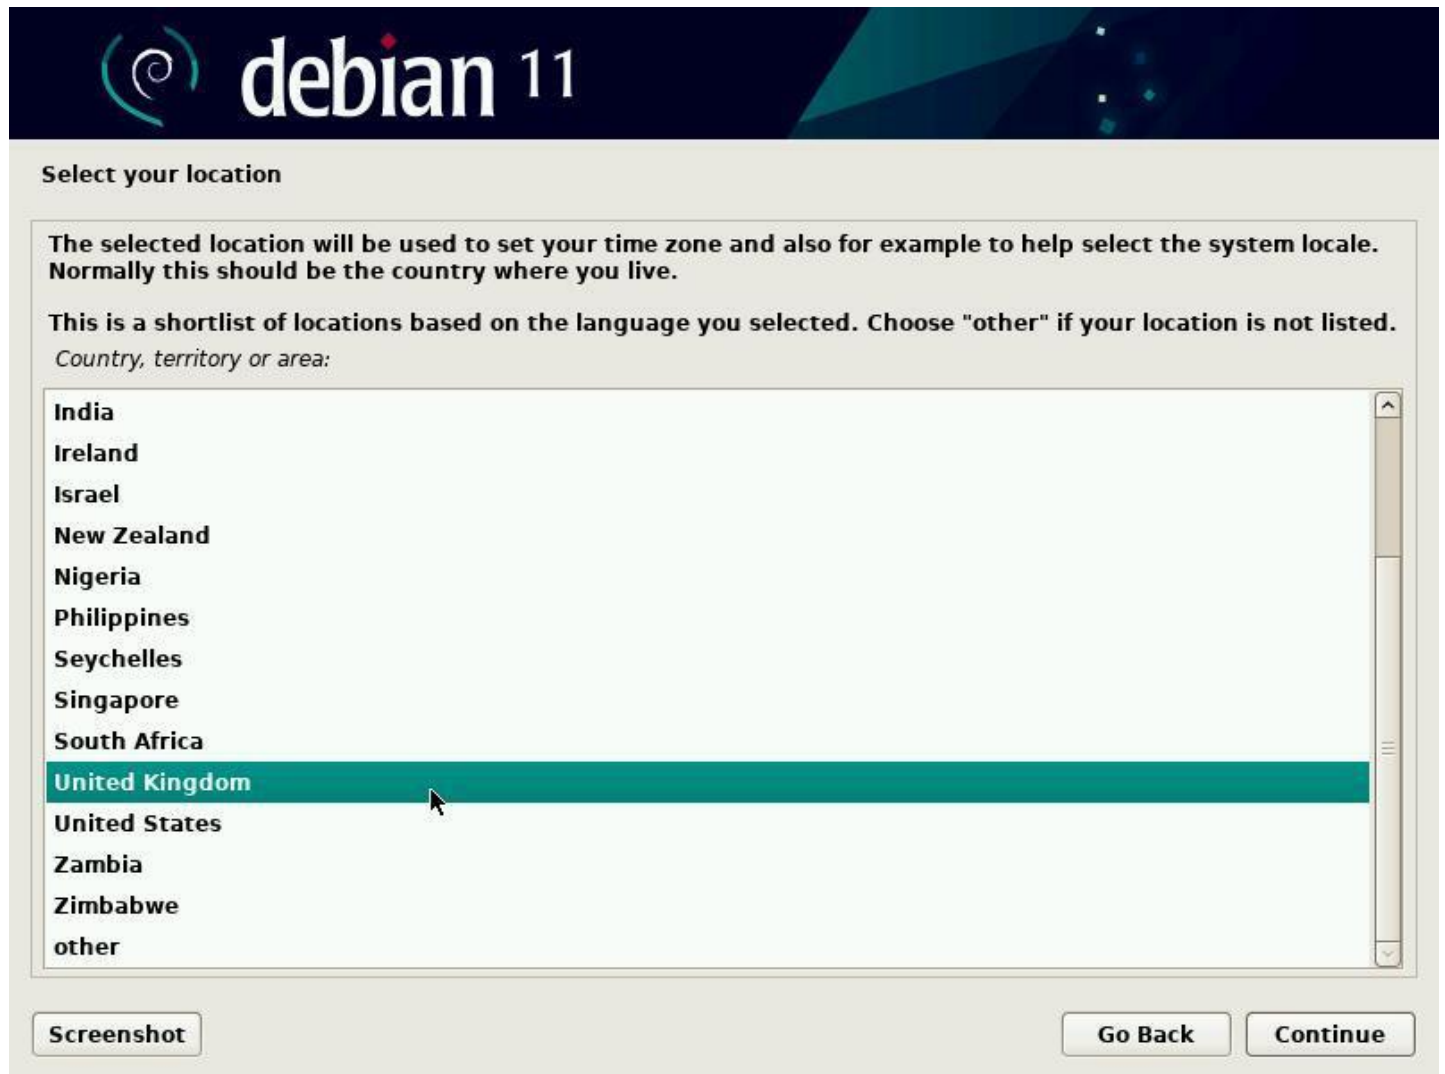 debian 11
Select your location
The selected location will be used to set your time zone and also for example to help select the system locale.
Normally this should be the country where you live.
This is a shortlist of locations based on the language you selected. Choose "other" if your location is not listed.
Country, territory or area:
India
Ireland
Israel
New Zealand
Nigeria
Philippines
Seychelles
Singapore
South Africa
United Kingdom
United States
Zambia
Zimbabwe
other
Screenshot
Go Back
Continue